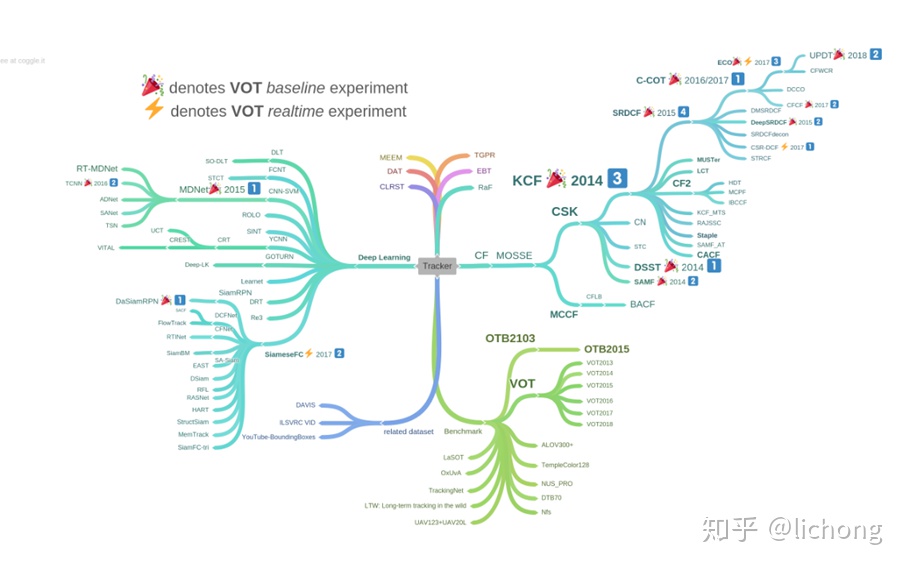 ee at coggle.it
🎉 denotes VOT baseline experiment
⚡ denotes VOT realtime experiment
Tracker
Deep Learning
DLT
SO-DLT
FCNT
STCT
CNN-SVM
MDNet🎉 2015 1
RT-MDNet
TCNN 🎉 2016 2
ADNet
SANet
TSN
ROLO
SINT
YCNN
CRT
CREST
UCT
VITAL
GOTURN
Deep-LK
Learnet
SiamRPN
DaSiamRPN 🎉 1
DRT
Re3
SiameseFC⚡ 2017 2
DCFNet
CFNet
FlowTrack
RTINet
SiamBM
SA-Siam
EAST
DSiam
RFL
RASNet
HART
StructSiam
MemTrack
SiamFC-tri
MEEM
DAT
CLRST
TGPR
EBT
RaF
CF MOSSE
CSK
KCF 🎉 2014 3
SRDCF 🎉 2015 4
C-COT 🎉 2016/2017 1
ECO🎉⚡ 2017 3
UPDT🎉 2018 2
CFWCR
DCCO
CFCF 🎉 2017 2
DMSRDCF
DeepSRDCF 🎉 2015 2
SRDCFdecon
CSR-DCF ⚡ 2017 1
STRCF
MUSTer
LCT
CF2
HDT
MCPF
IBCCF
KCF_MTS
RAJSSC
Staple
SAMF_AT
CACF
CN
STC
DSST 🎉 2014 1
SAMF 🎉 2014 2
MCCF
CFLB
BACF
related dataset
DAVIS
ILSVRC VID
YouTube-BoundingBoxes
Benchmark
OTB2103
OTB2015
VOT
VOT2013
VOT2014
VOT2015
VOT2016
VOT2017
VOT2018
ALOV300+
TempleColor128
NUS_PRO
DTB70
Nfs
LaSOT
OxUvA
TrackingNet
LTW: Long-term tracking in the wild
UAV123+UAV20L
知乎 @lichong